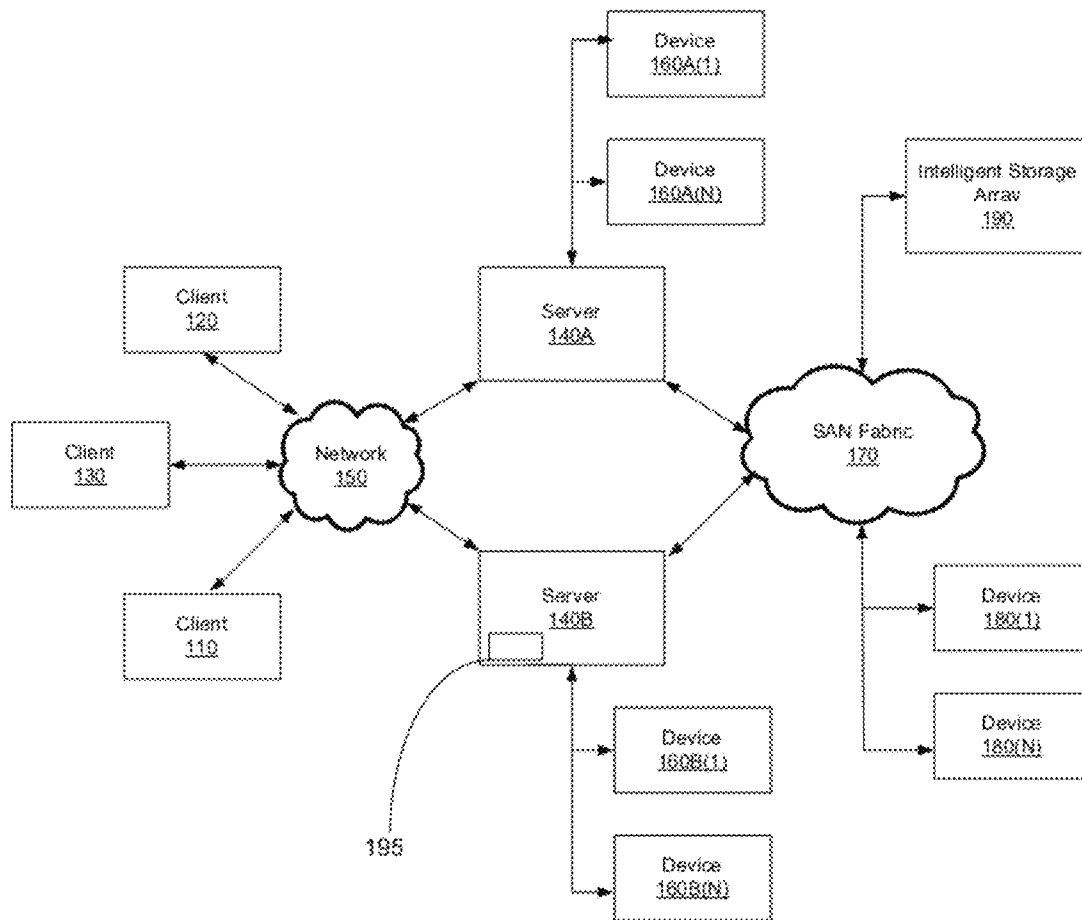 Device
160A(1)
Device
160A(N)
Intelligent Storage
Array
190
Client
120
Server
140A
Client
130
Network
150
SAN Fabric
170
Client
110
Server
140B
Device
180(1)
Device
180(N)
Device
160B(1)
195
Device
160B(N)